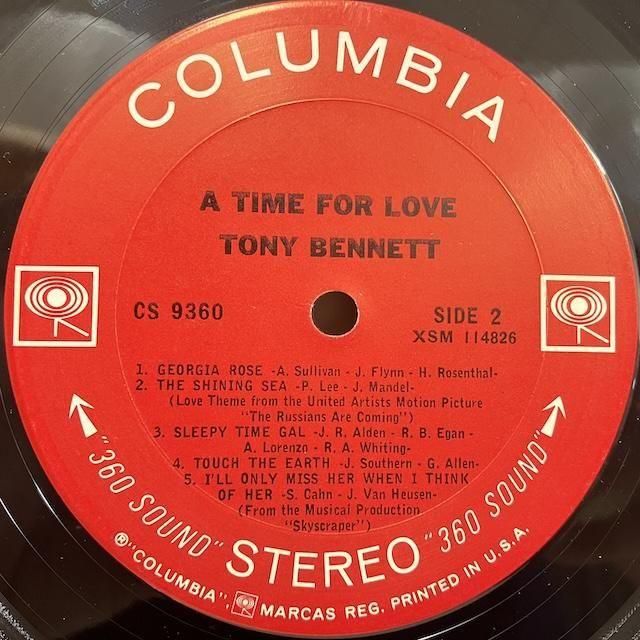 COLUMBIA
A TIME FOR LOVE
TONY BENNETT
CS 9360
SIDE 2
XSM 114826
1. GEORGIA ROSE -A. Sullivan - J. Flynn - H. Rosenthal-
2. THE SHINING SEA -P. Lee - J. Mandel-
(Love Theme from the United Artists Motion Picture
"The Russians Are Coming")
3. SLEEPY TIME GAL -J. R. Alden - R. B. Egan -
A. Lorenzo - R. A. Whiting-
4. TOUCH THE EARTH -J. Southern - G. Allen-
5. I'LL ONLY MISS HER WHEN I THINK
OF HER -S. Cahn - J. Van Heusen-
(From the Musical Production
"Skyscraper")
"360 SOUND" STEREO "360 SOUND"
® "COLUMBIA", MARCAS REG. PRINTED IN U.S.A.